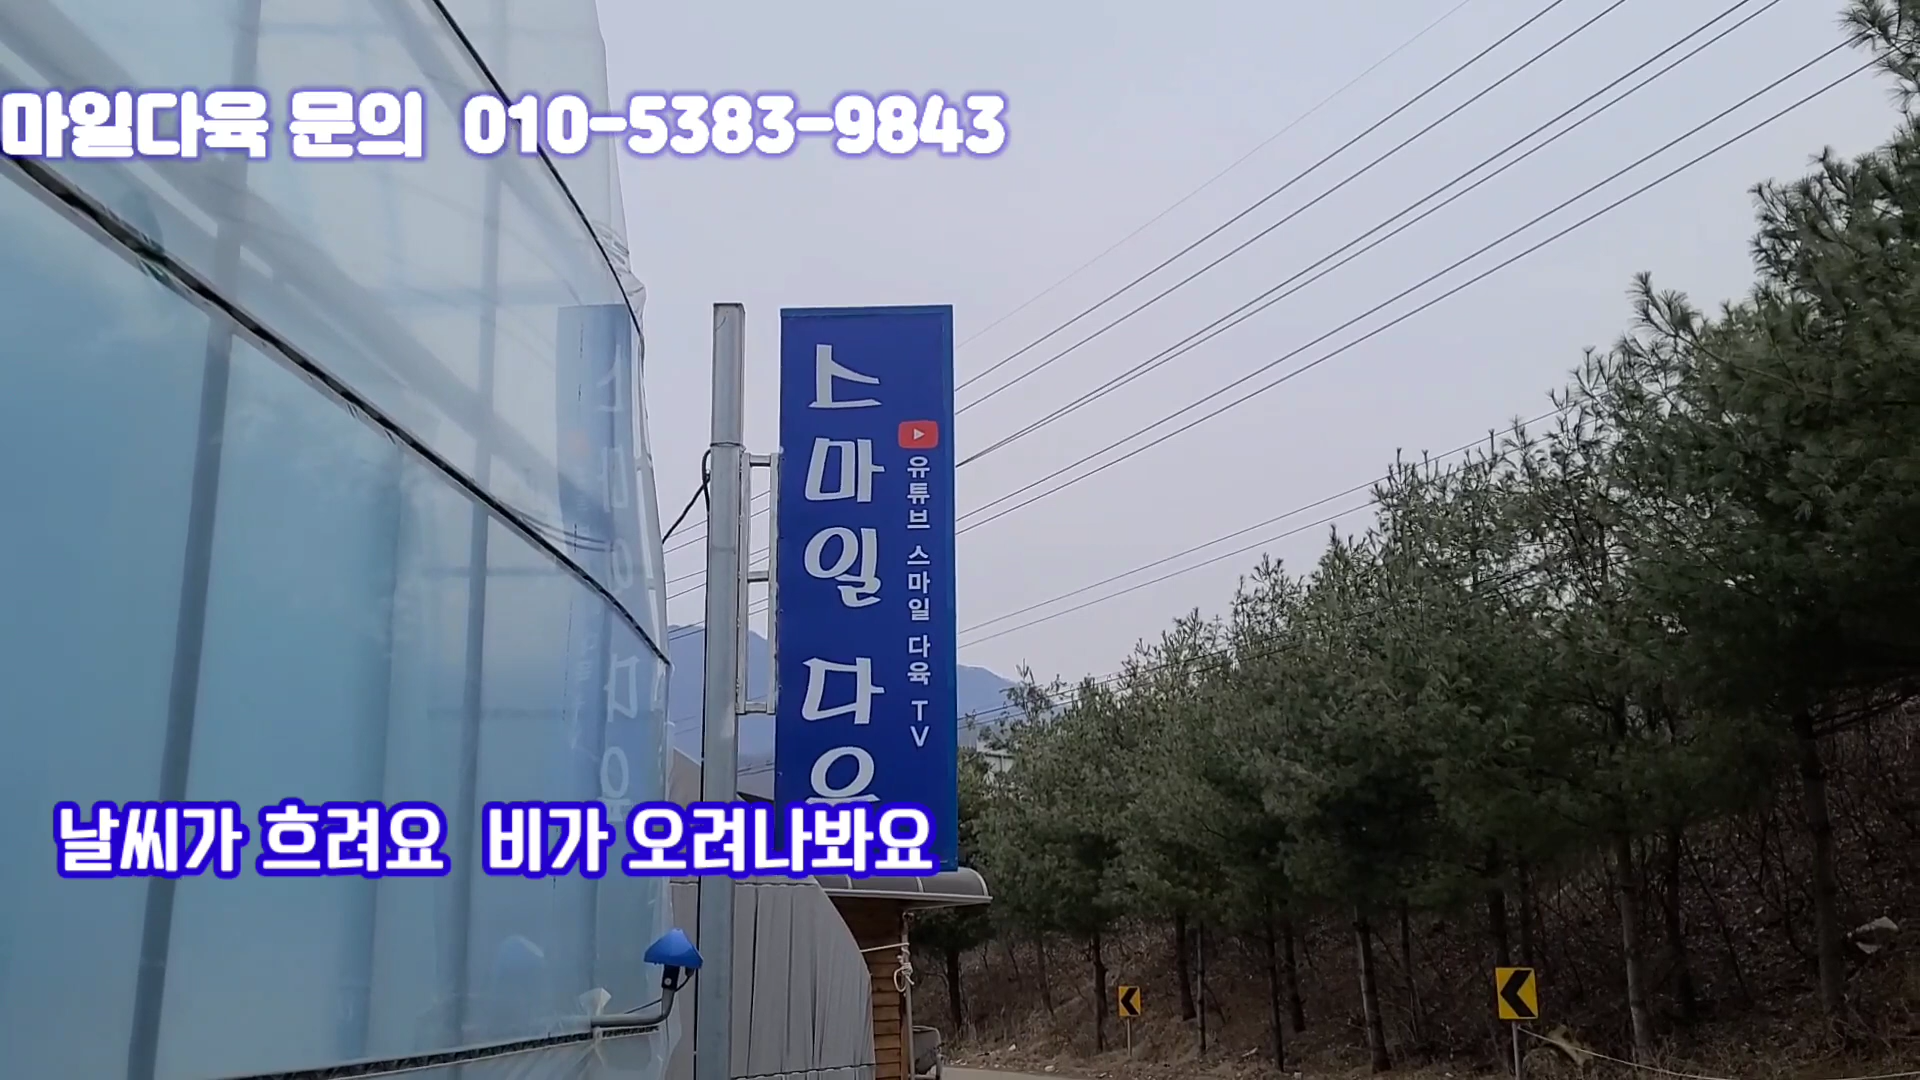 마일다육 문의 010-5383-9843
스마일 다육
유튜브 스마일 다육 TV
날씨가 흐려요 비가 오려나봐요